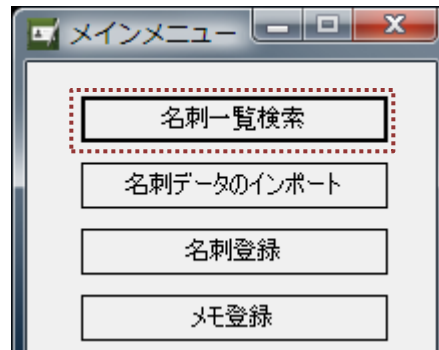 メインメニュー
名刺一覧検索
名刺データのインポート
名刺登録
メモ登録